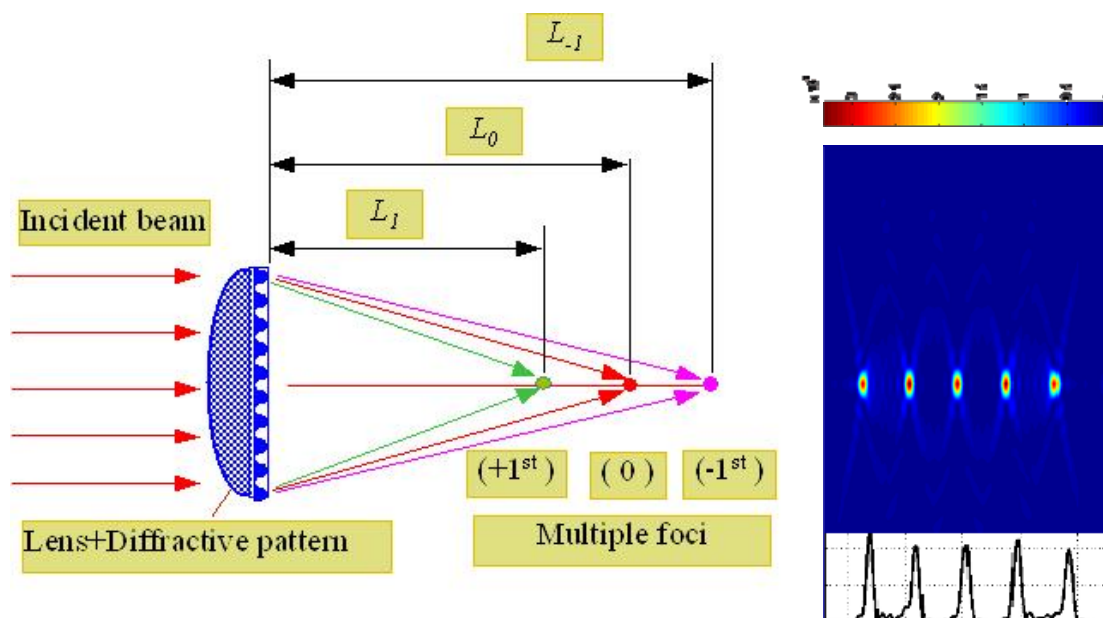 L-1
L0
L1
Incident beam
(+1st)
(0)
(-1st)
Multiple foci
Lens+Diffractive pattern